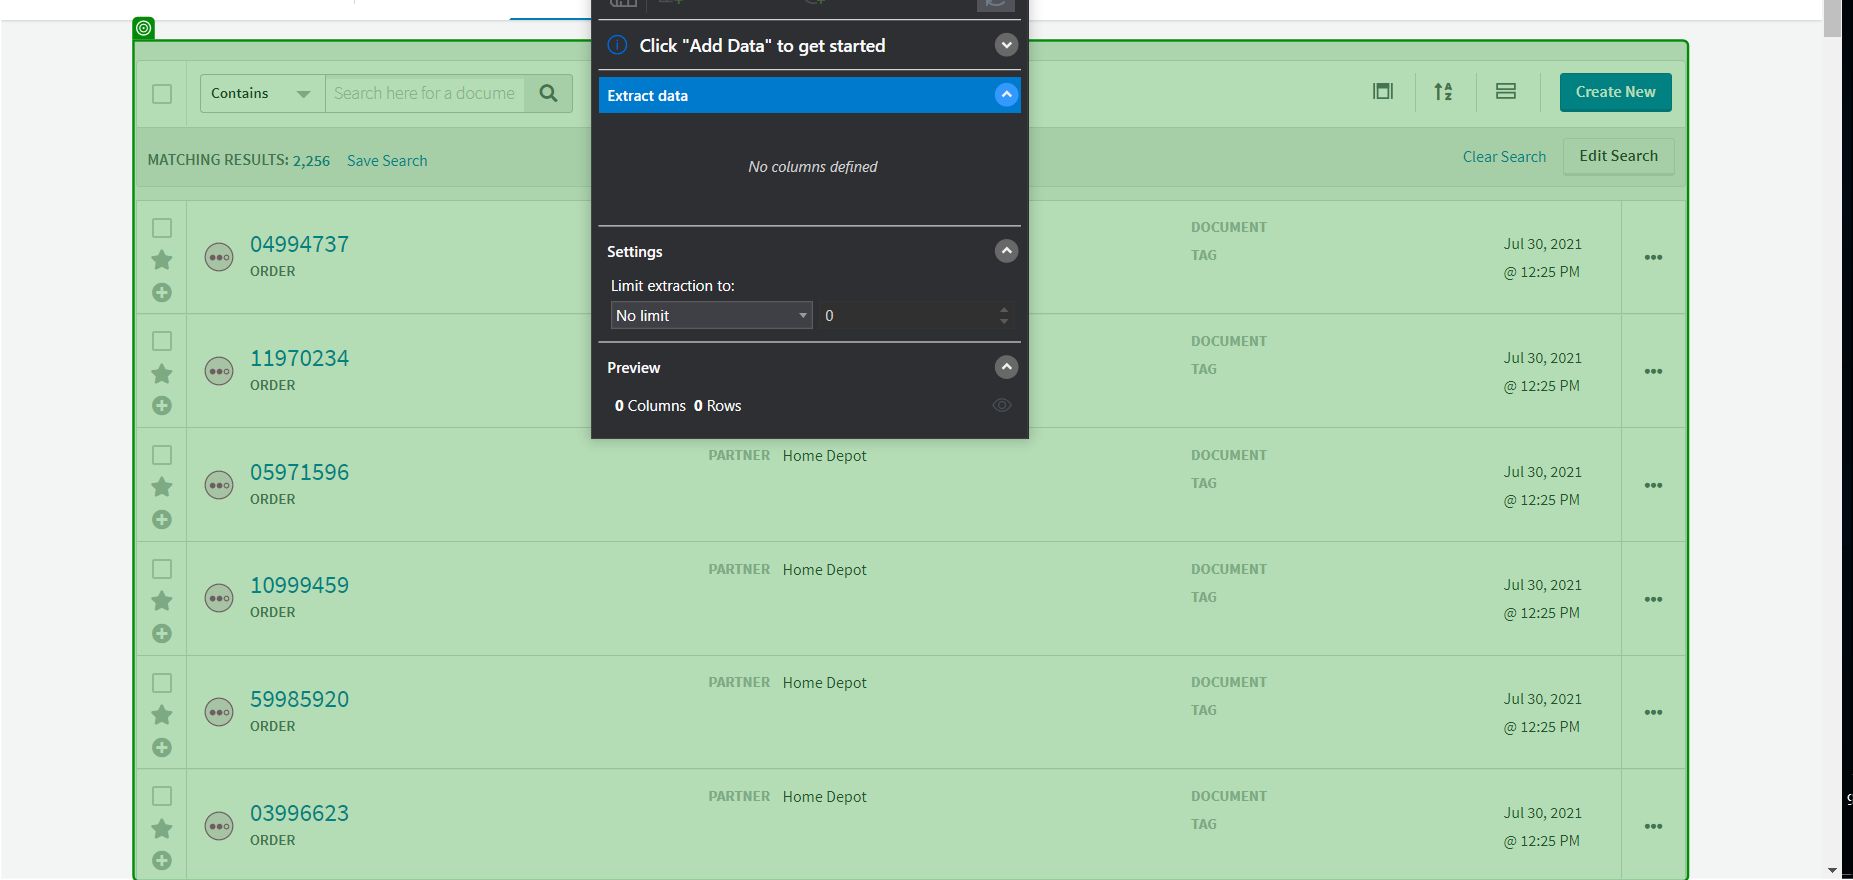 Click "Add Data" to get started
Contains
Search here for a docume
Extract data
Create New
MATCHING RESULTS: 2,256 Save Search
No columns defined
Clear Search
Edit Search
04994737
ORDER
DOCUMENT
TAG
Jul 30, 2021
@ 12:25 PM
Settings
Limit extraction to:
No limit
0
11970234
ORDER
DOCUMENT
TAG
Jul 30, 2021
@ 12:25 PM
Preview
0 Columns 0 Rows
05971596
ORDER
PARTNER Home Depot
DOCUMENT
TAG
Jul 30, 2021
@ 12:25 PM
10999459
ORDER
PARTNER Home Depot
DOCUMENT
TAG
Jul 30, 2021
@ 12:25 PM
59985920
ORDER
PARTNER Home Depot
DOCUMENT
TAG
Jul 30, 2021
@ 12:25 PM
03996623
ORDER
PARTNER Home Depot
DOCUMENT
TAG
Jul 30, 2021
@ 12:25 PM